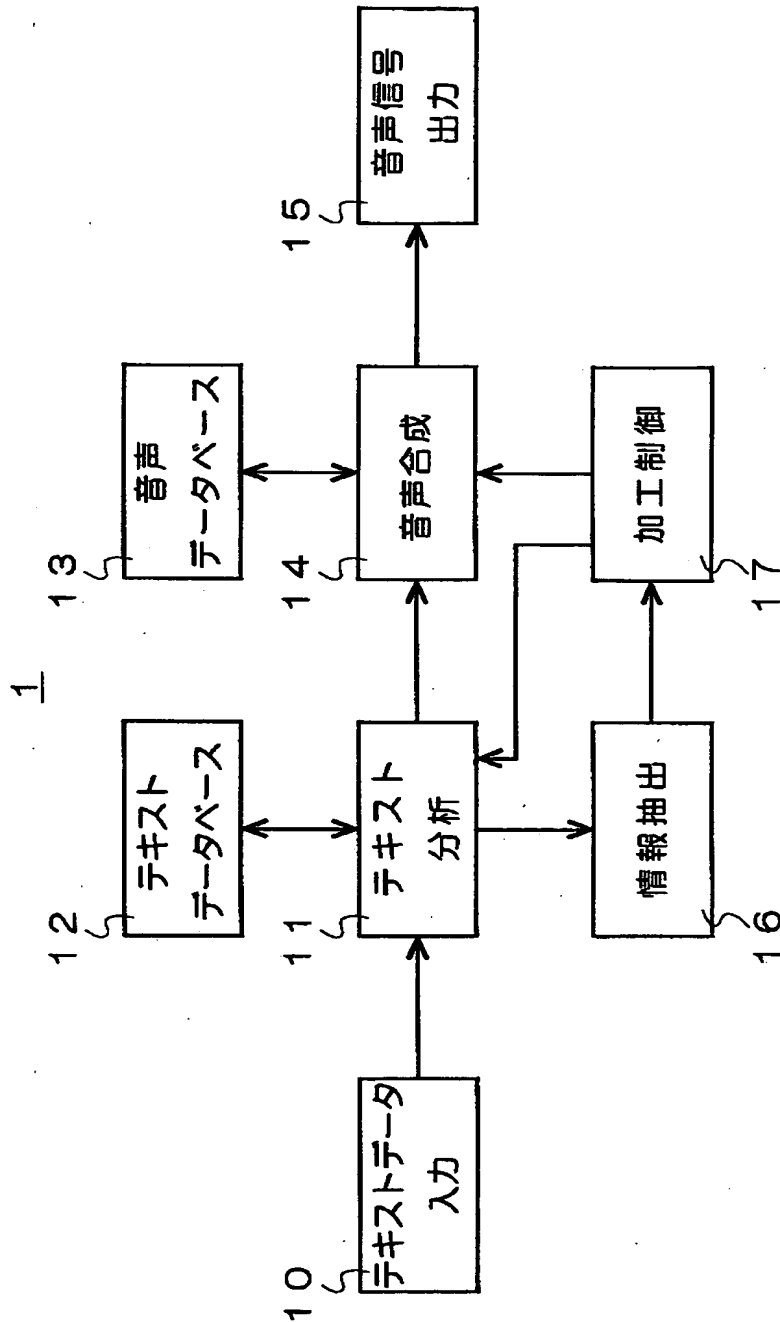 1
12
テキスト
データベース
13
音声
データベース
10
テキストデータ
入力
11
テキスト
分析
14
音声合成
15
音声信号
出力
16
情報抽出
17
加工制御